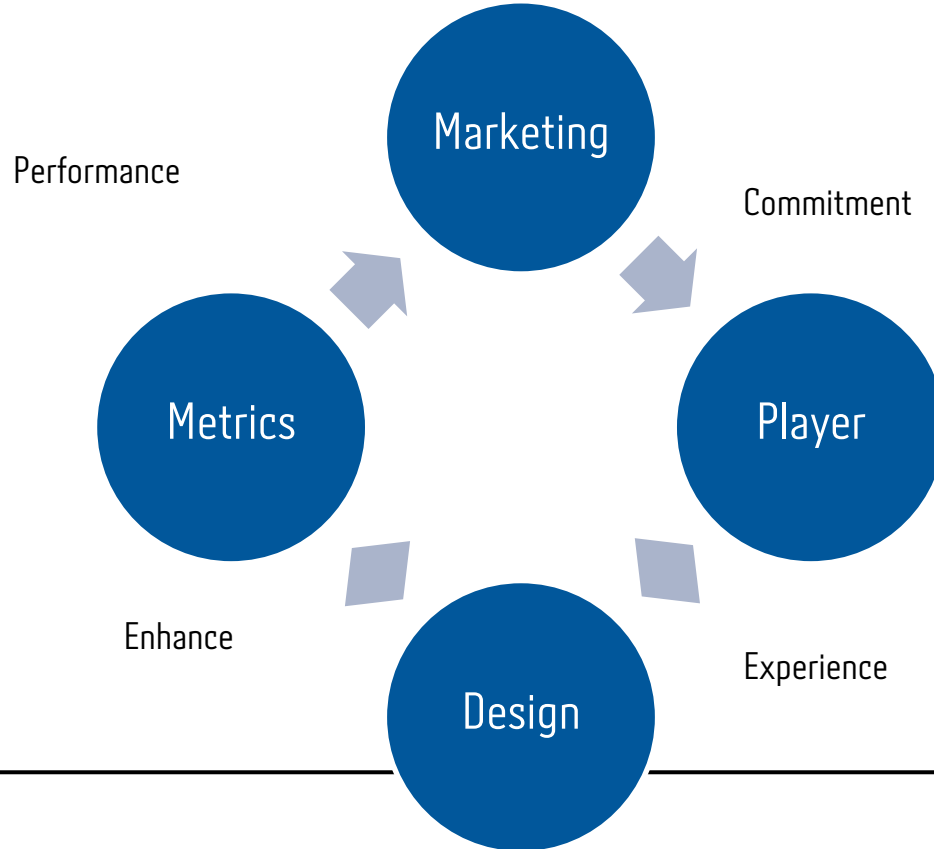 Marketing
Performance
Commitment
Metrics
Player
Enhance
Experience
Design